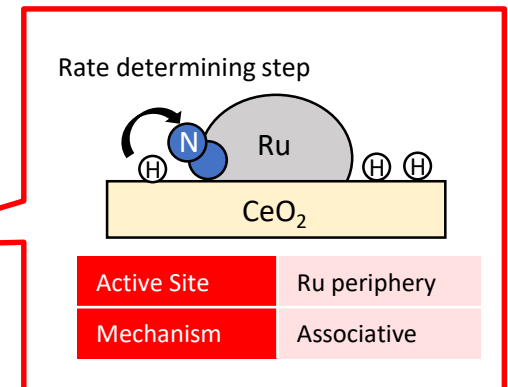 Rate determining step
N
Ru
H
H
H
CeO₂
Active Site Ru periphery
Mechanism Associative